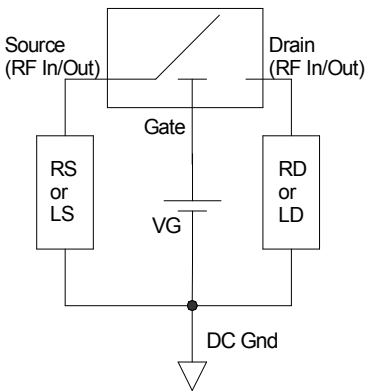 Source
(RF In/Out)
Drain
(RF In/Out)
Gate
RS
or
LS
RD
or
LD
VG
DC Gnd